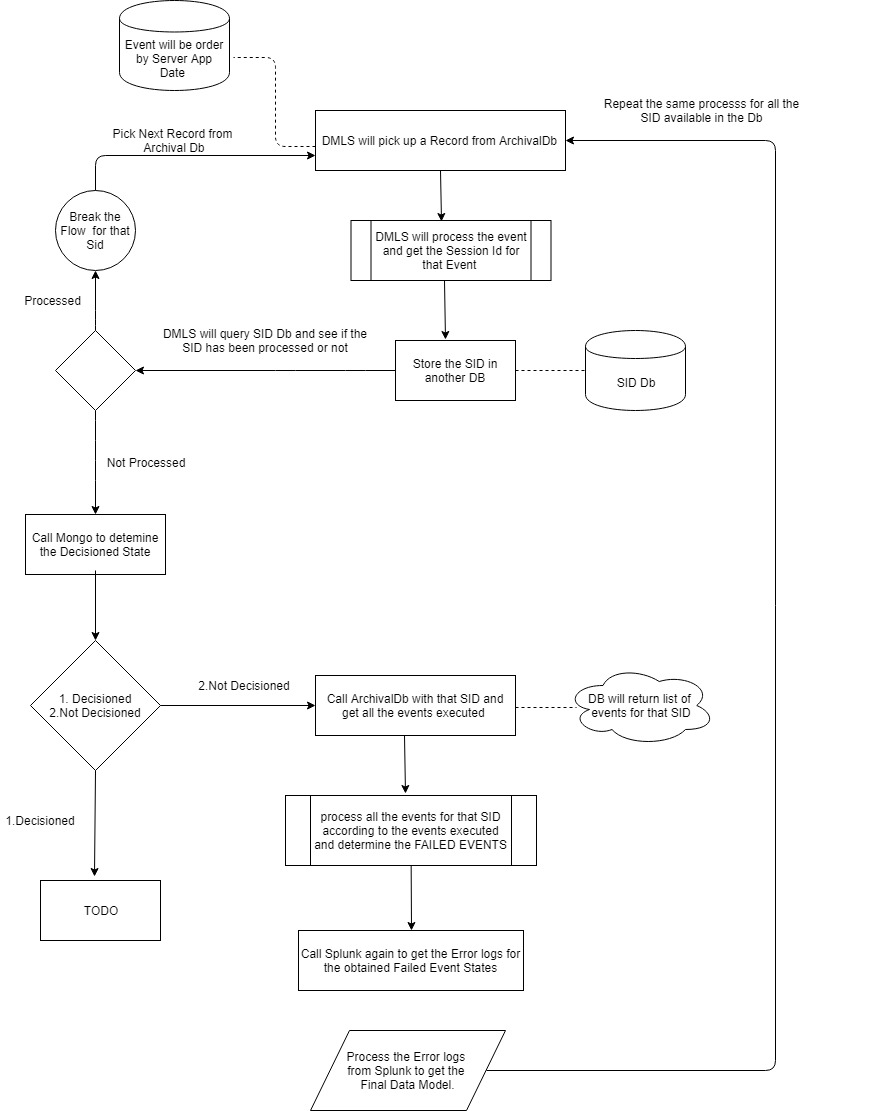 Event will be order
by Server App
Date
Repeat the same processs for all the
SID available in the Db
Pick Next Record from
Archival Db
DMLS will pick up a Record from ArchivalDb
Break the
Flow for that
Sid
DMLS will process the event
and get the Session Id for
that Event
Processed
DMLS will query SID Db and see if the
SID has been processed or not
Store the SID in
another DB
SID Db
Not Processed
Call Mongo to detemine
the Decisioned State
1. Decisioned
2.Not Decisioned
2.Not Decisioned
Call ArchivalDb with that SID and
get all the events executed
DB will return list of
events for that SID
1.Decisioned
process all the events for that SID
according to the events executed
and determine the FAILED EVENTS
TODO
Call Splunk again to get the Error logs for
the obtained Failed Event States
Process the Error logs
from Splunk to get the
Final Data Model.